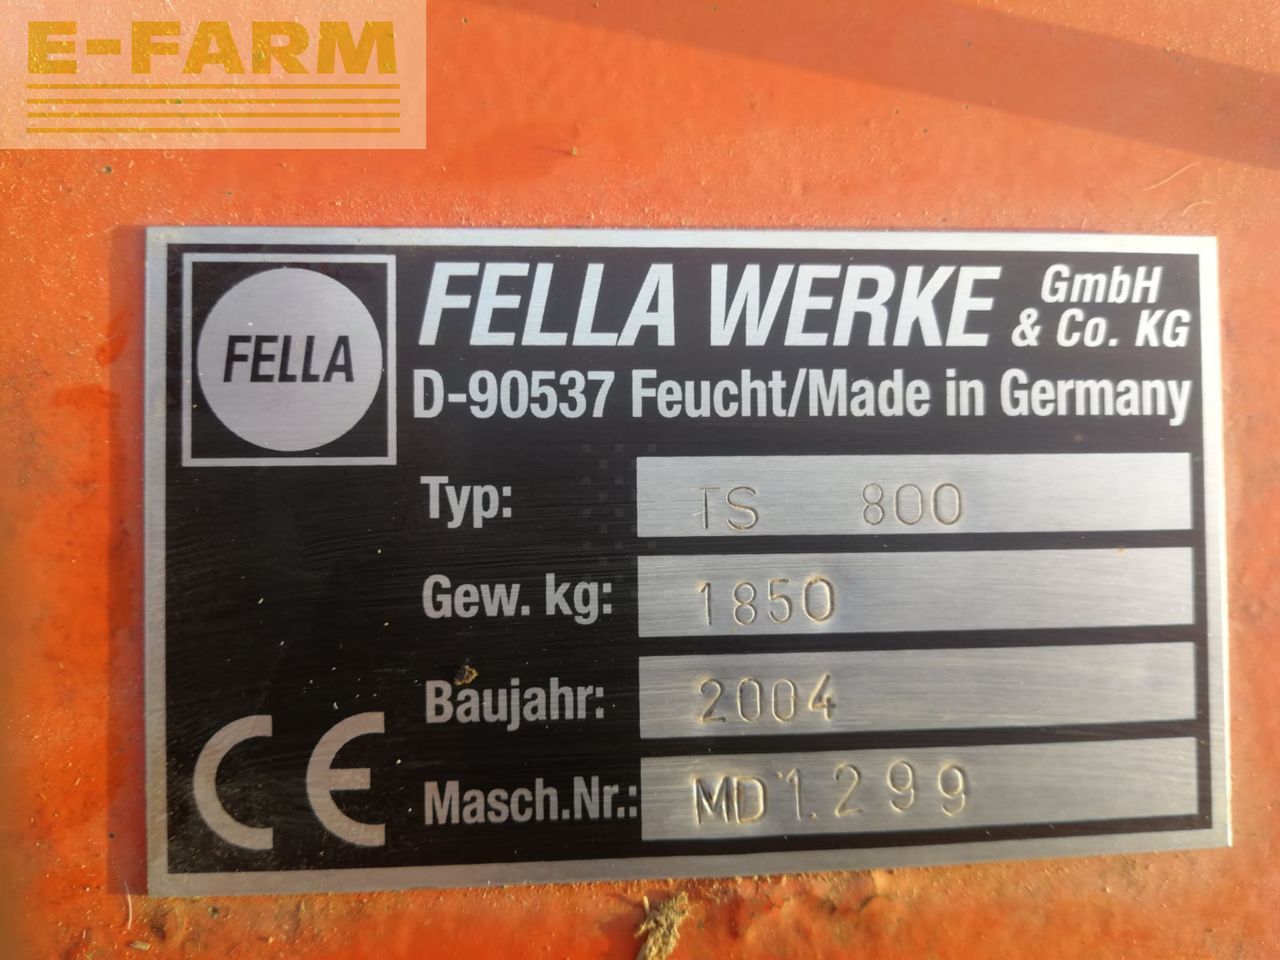 E-FARM
FELLA
FELLA WERKE GmbH & Co. KG
D-90537 Feucht/Made in Germany
Typ: TS 800
Gew. kg: 1850
Baujahr: 2004
Masch.Nr.: MD1.299
CE